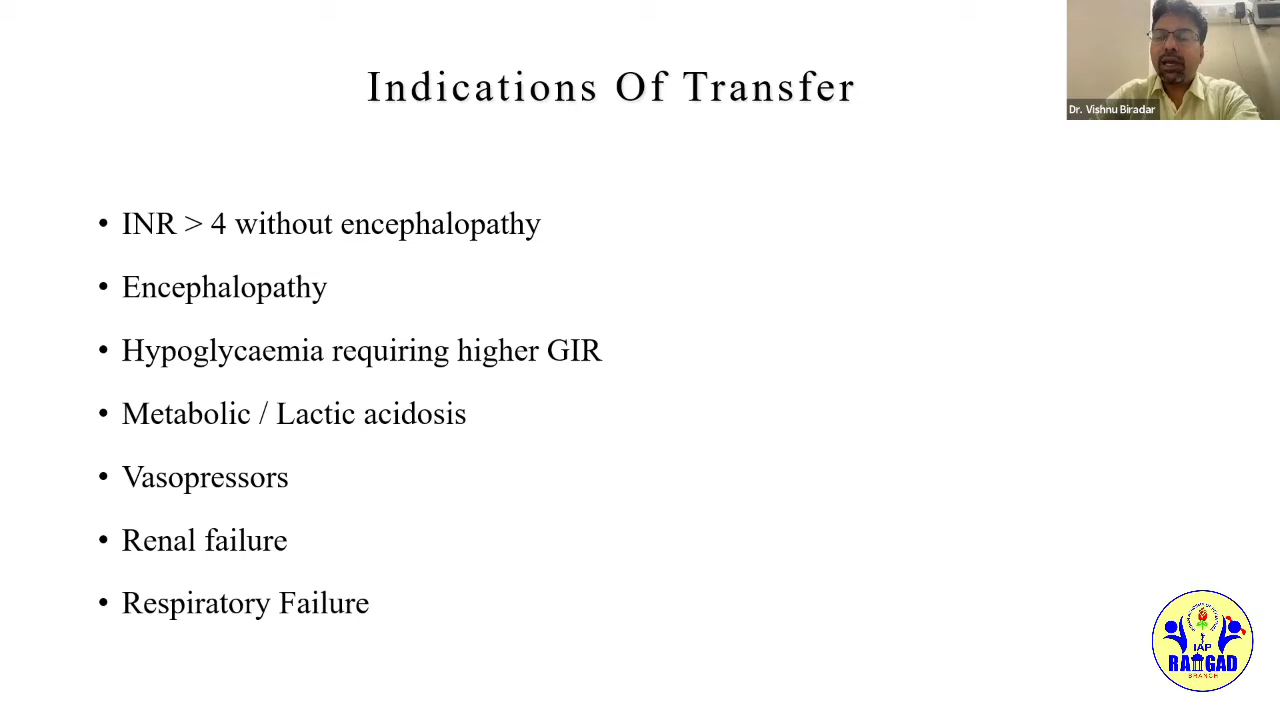 Indications Of Transfer
Dr. Vishnu Biradar
• INR > 4 without encephalopathy
• Encephalopathy
• Hypoglycaemia requiring higher GIR
• Metabolic / Lactic acidosis
• Vasopressors
• Renal failure
• Respiratory Failure
IAP
RAIGAD
BRANCH